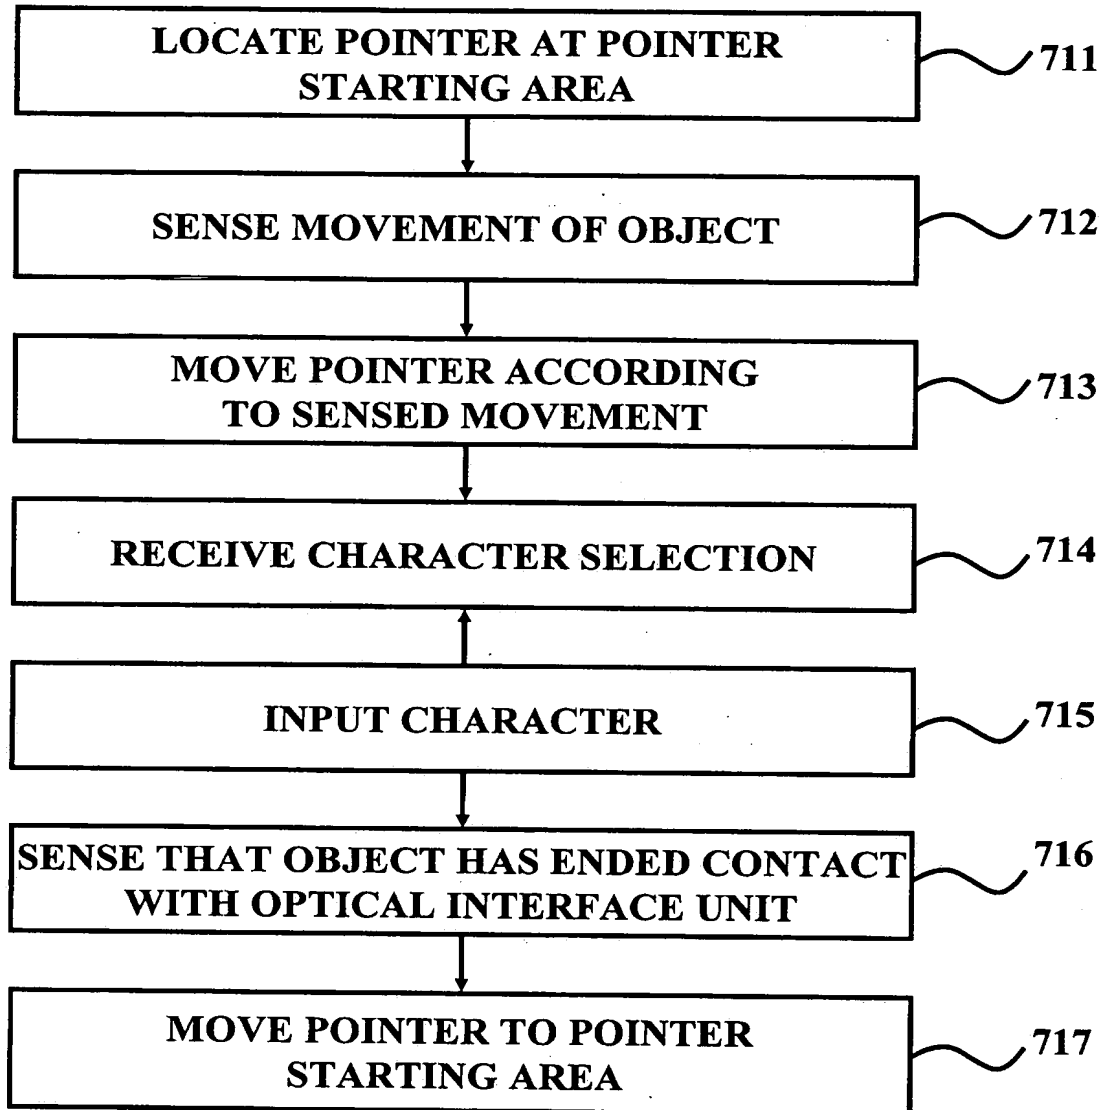 LOCATE POINTER AT POINTER
STARTING AREA
711
SENSE MOVEMENT OF OBJECT
712
MOVE POINTER ACCORDING
TO SENSED MOVEMENT
713
RECEIVE CHARACTER SELECTION
714
INPUT CHARACTER
715
SENSE THAT OBJECT HAS ENDED CONTACT
WITH OPTICAL INTERFACE UNIT
716
MOVE POINTER TO POINTER
STARTING AREA
717